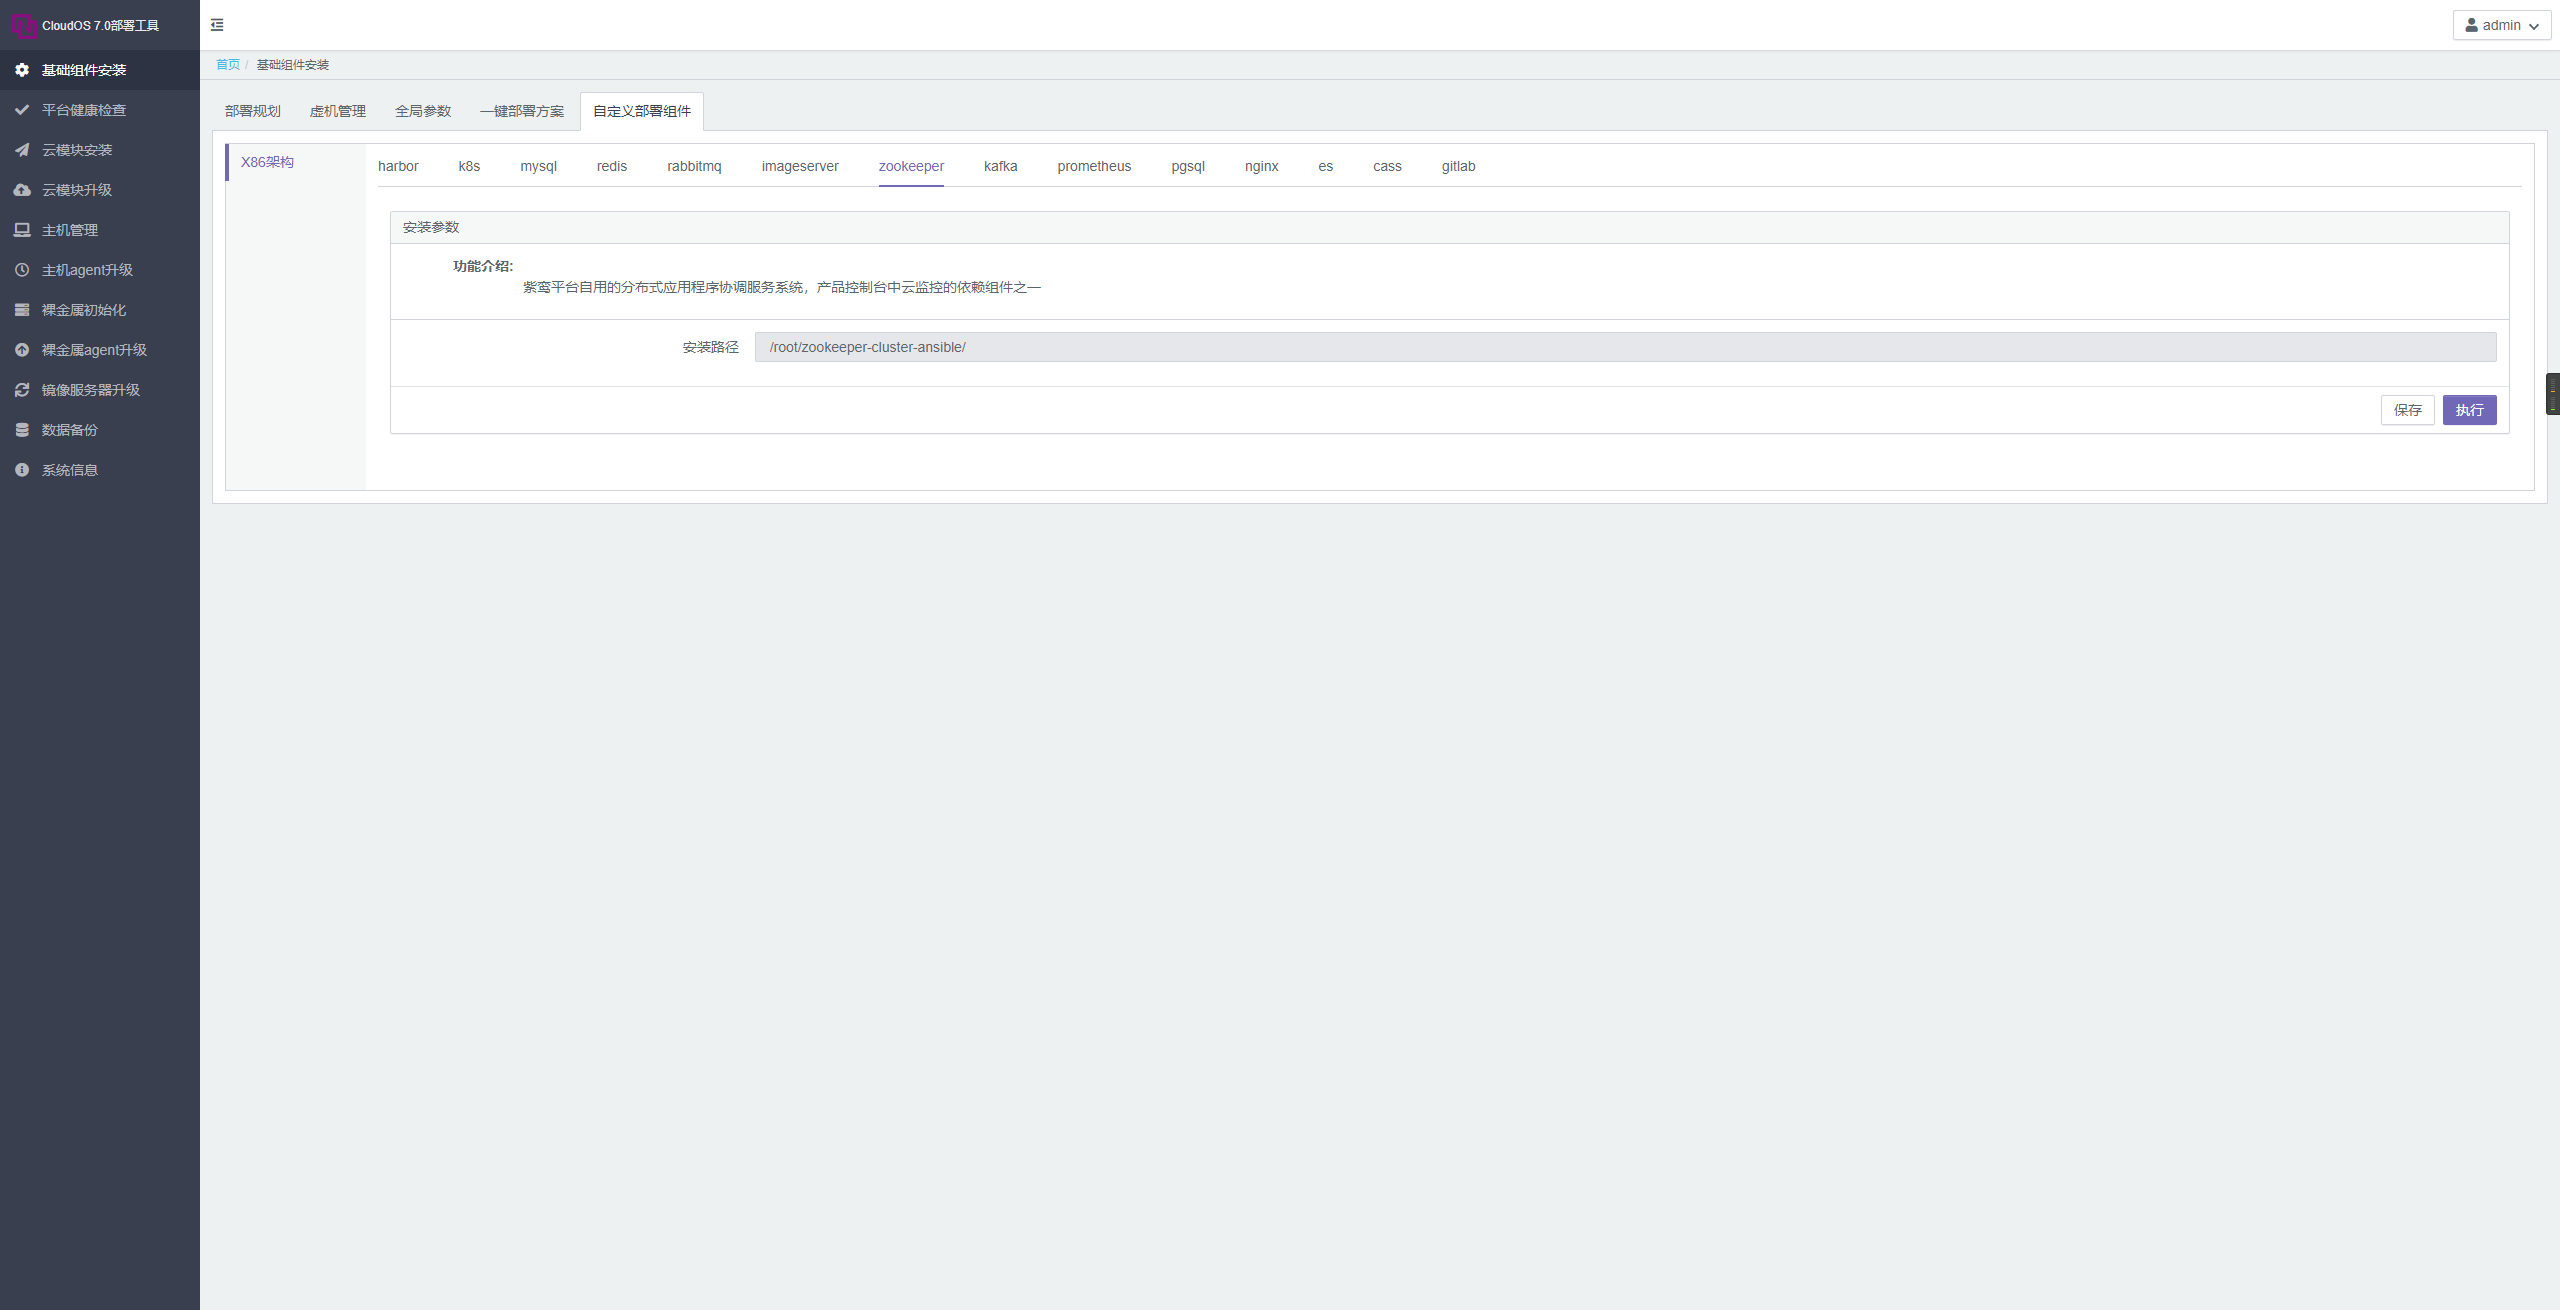 CloudOS 7.0部署工具
admin
基础组件安装
平台健康检查
云模块安装
云模块升级
主机管理
主机agent升级
裸金属初始化
裸金属agent升级
镜像服务器升级
数据备份
系统信息
首页 / 基础组件安装
部署规划 虚机管理 全局参数 一键部署方案 自定义部署组件
X86架构
harbor k8s mysql redis rabbitmq imageserver zookeeper kafka prometheus pgsql nginx es cass gitlab
安装参数
功能介绍:
紫鸾平台自用的分布式应用程序协调服务系统，产品控制台中云监控的依赖组件之一
安装路径 /root/zookeeper-cluster-ansible/
保存 执行